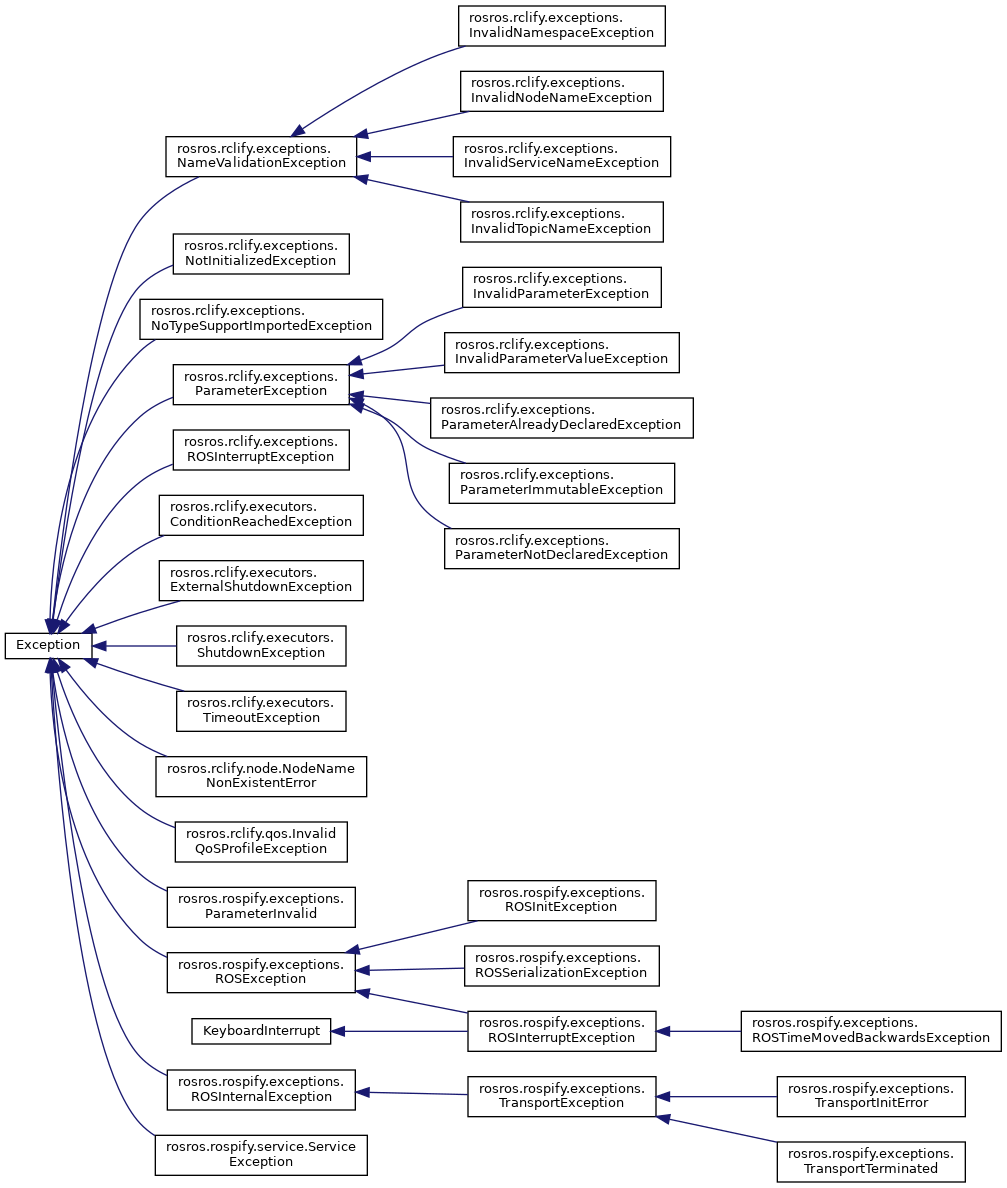 rosros.rclify.exceptions.
InvalidNamespaceException
rosros.rclify.exceptions.
InvalidNodeNameException
rosros.rclify.exceptions.
NameValidationException
rosros.rclify.exceptions.
InvalidServiceNameException
rosros.rclify.exceptions.
InvalidTopicNameException
rosros.rclify.exceptions.
NotInitializedException
rosros.rclify.exceptions.
InvalidParameterException
rosros.rclify.exceptions.
NoTypeSupportImportedException
rosros.rclify.exceptions.
InvalidParameterValueException
rosros.rclify.exceptions.
ParameterException
rosros.rclify.exceptions.
ParameterAlreadyDeclaredException
rosros.rclify.exceptions.
ROSInterruptException
rosros.rclify.exceptions.
ParameterImmutableException
rosros.rclify.executors.
ConditionReachedException
rosros.rclify.exceptions.
ParameterNotDeclaredException
rosros.rclify.executors.
ExternalShutdownException
Exception
rosros.rclify.executors.
ShutdownException
rosros.rclify.executors.
TimeoutException
rosros.rclify.node.NodeName
NonExistentError
rosros.rclify.qos.Invalid
QoSProfileException
rosros.rospify.exceptions.
ParameterInvalid
rosros.rospify.exceptions.
ROSInitException
rosros.rospify.exceptions.
ROSException
rosros.rospify.exceptions.
ROSSerializationException
KeyboardInterrupt
rosros.rospify.exceptions.
ROSInterruptException
rosros.rospify.exceptions.
ROSTimeMovedBackwardsException
rosros.rospify.exceptions.
ROSInternalException
rosros.rospify.exceptions.
TransportException
rosros.rospify.exceptions.
TransportInitError
rosros.rospify.service.Service
Exception
rosros.rospify.exceptions.
TransportTerminated